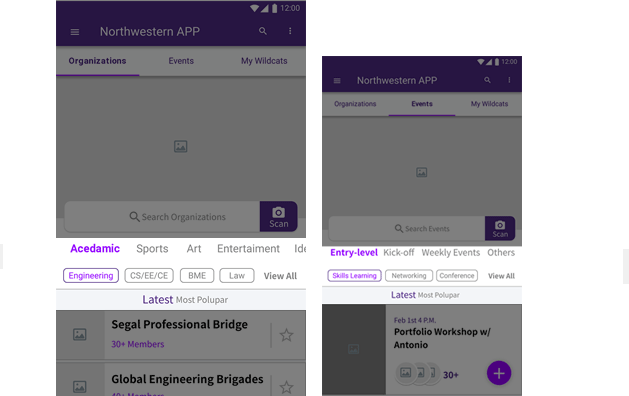 12:00
Northwestern APP
Organizations Events My Wildcats
Search Organizations
Scan
Acedamic Sports Art Entertaiment Ide
Engineering CS/EE/CE BME Law View All
Latest Most Polupar
Segal Professional Bridge
30+ Members
Global Engineering Brigades
40+ Members
12:00
Northwestern APP
Organizations Events My Wildcats
Search Events
Scan
Entry-level Kick-off Weekly Events Others
Skills Learning Networking Conference View All
Latest Most Polupar
Feb 1st 4 P.M.
Portfolio Workshop w/
Antonio
30+